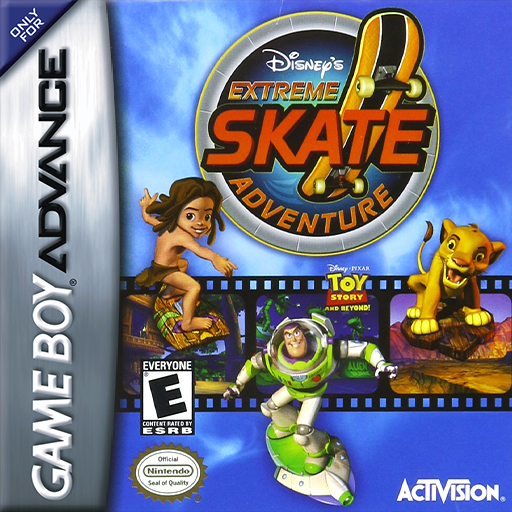 ONLY
FOR
GAME BOY ADVANCE
Disney's
EXTREME
SKATE
ADVENTURE
Disney · PIXAR
TOY
STORY
AND BEYOND!
EVERYONE
E
CONTENT RATED BY
ESRB
Official
Nintendo
Seal of Quality
ACTIVISION